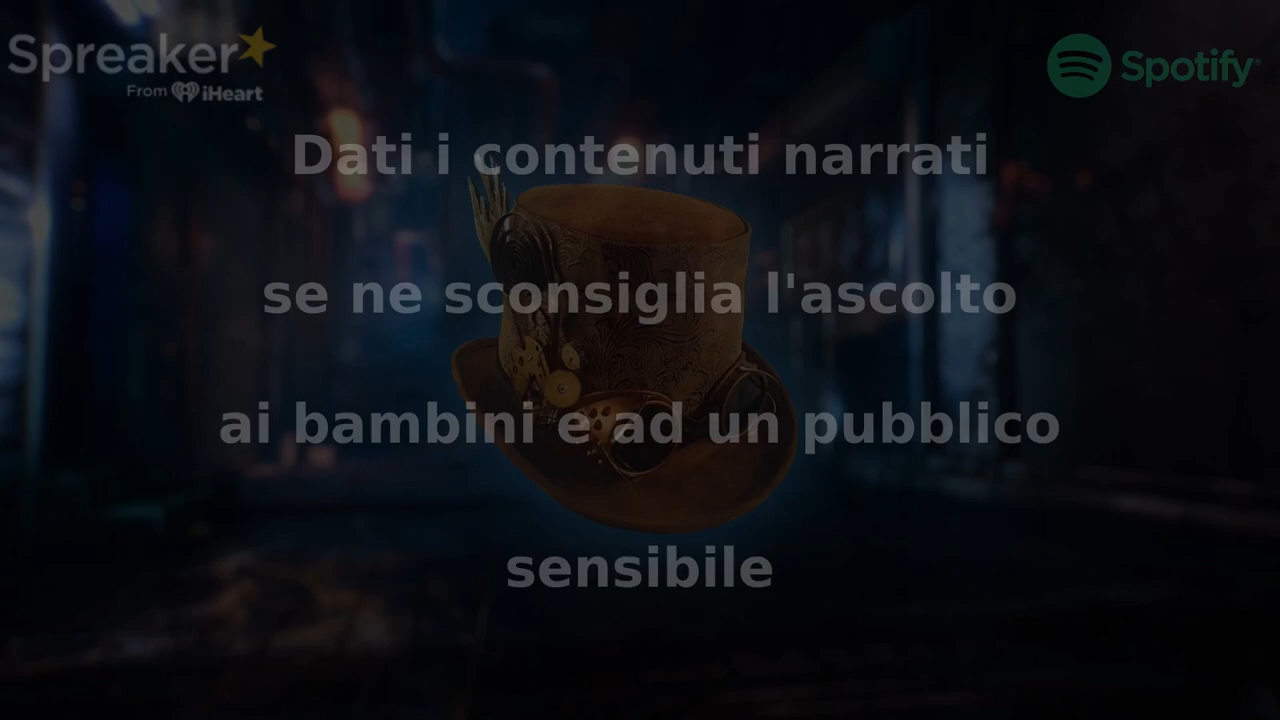 Spreaker
From iHeart
Spotify
Dati i contenuti narrati
se ne sconsiglia l'ascolto
ai bambini e ad un pubblico
sensibile